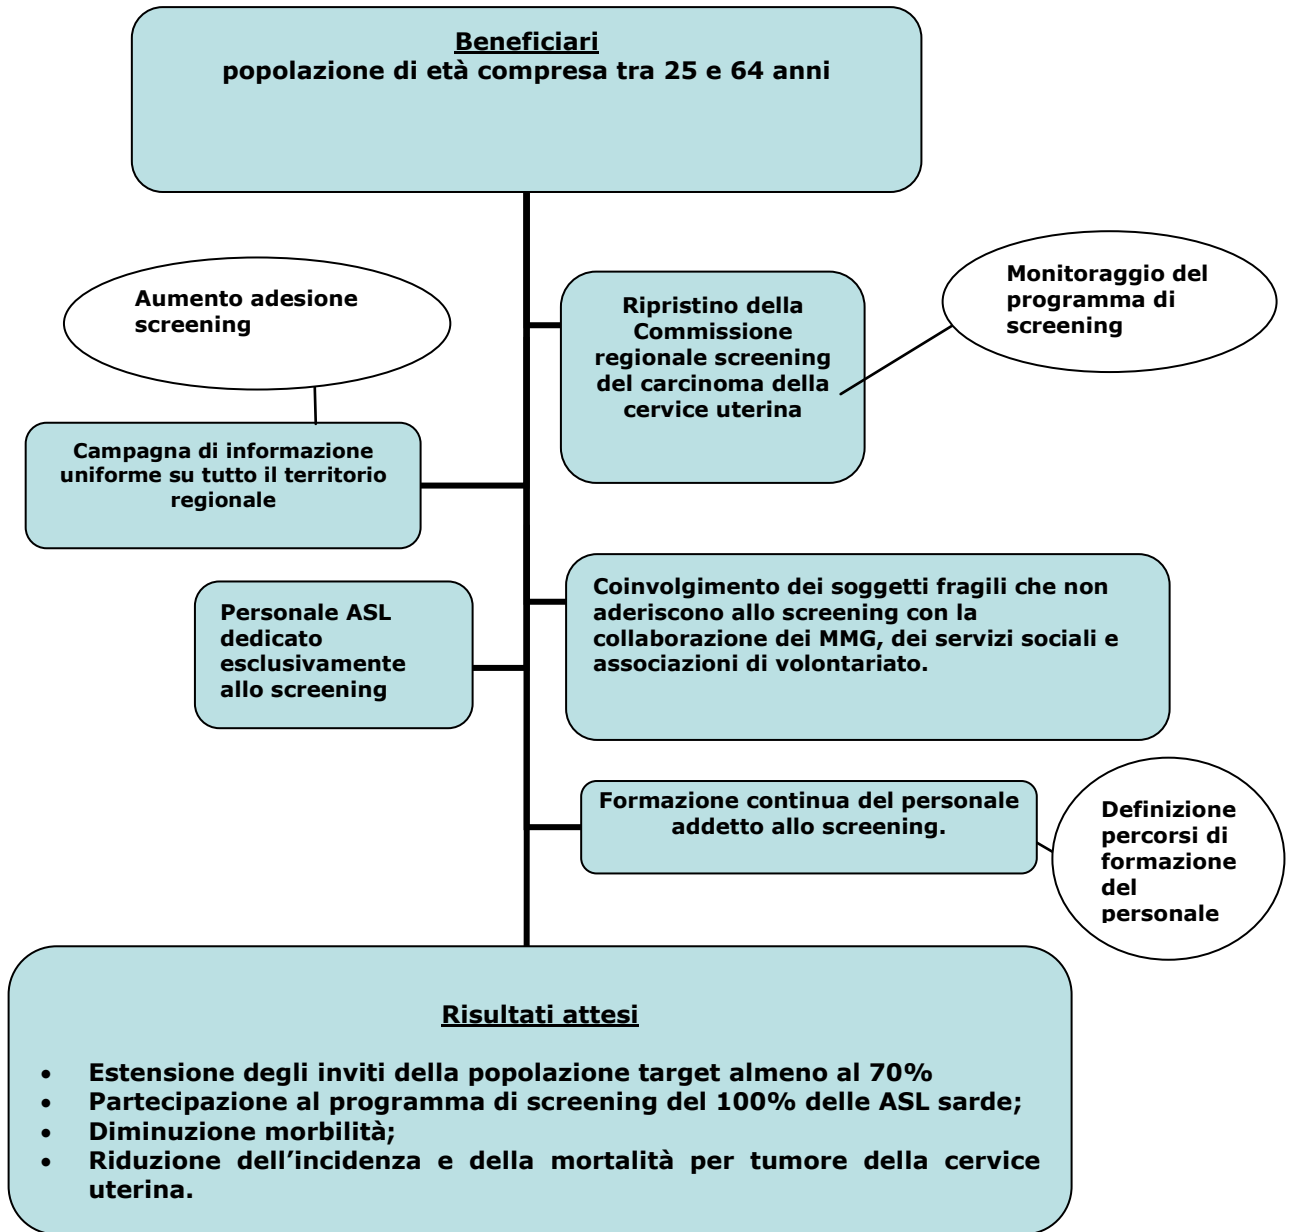 Beneficiari
popolazione di età compresa tra 25 e 64 anni
Aumento adesione
screening
Ripristino della
Commissione
regionale screening
del carcinoma della
cervice uterina
Monitoraggio del
programma di
screening
Campagna di informazione
uniforme su tutto il territorio
regionale
Personale ASL
dedicato
esclusivamente
allo screening
Coinvolgimento dei soggetti fragili che non
aderiscono allo screening con la
collaborazione dei MMG, dei servizi sociali e
associazioni di volontariato.
Formazione continua del personale
addetto allo screening.
Definizione
percorsi di
formazione
del
personale
Risultati attesi
• Estensione degli inviti della popolazione target almeno al 70%
• Partecipazione al programma di screening del 100% delle ASL sarde;
• Diminuzione morbilità;
• Riduzione dell’incidenza e della mortalità per tumore della cervice
uterina.